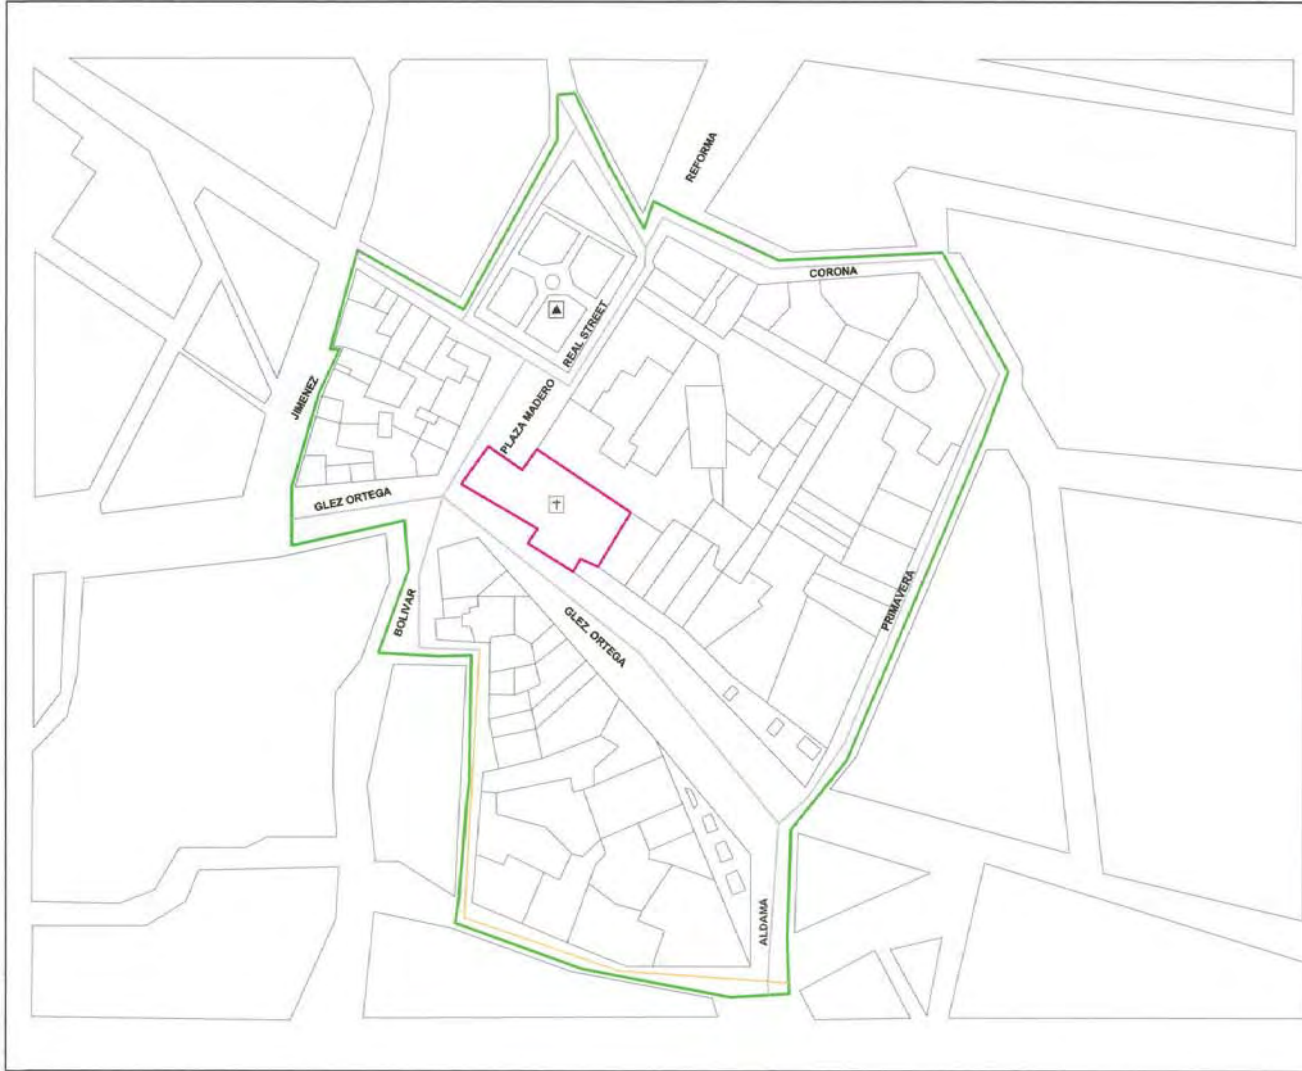 REFORMA
CORONA
REAL STREET
JIMENEZ
PLAZA MADERO
GLEZ ORTEGA
BOLIVAR
GLEZ. ORTEGA
PRIMAVERA
ALDAMA